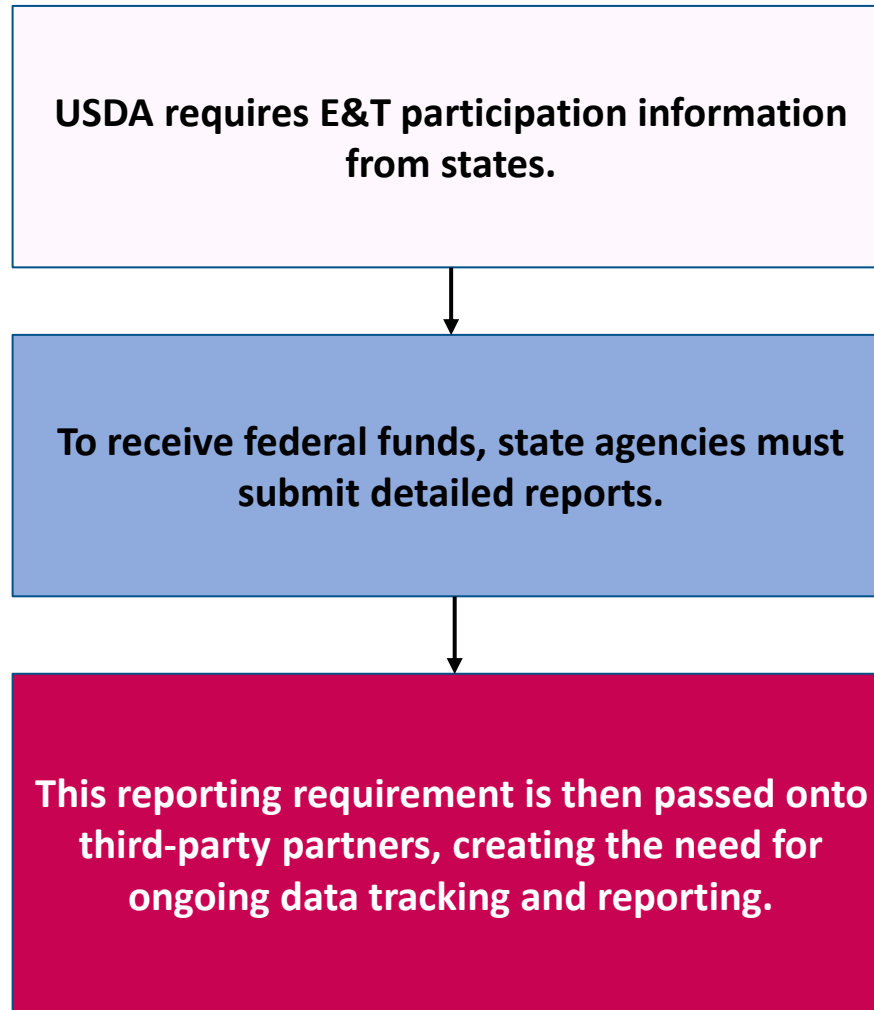 USDA requires E&T participation information
from states.
To receive federal funds, state agencies must
submit detailed reports.
This reporting requirement is then passed onto
third-party partners, creating the need for
ongoing data tracking and reporting.